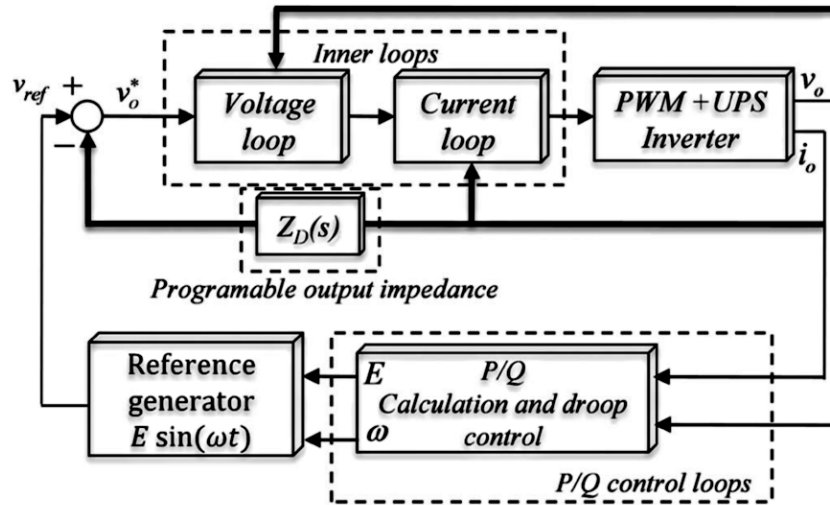 Inner loops
v_ref
+
v_o^*
−
Voltage
loop
Current
loop
PWM + UPS
Inverter
v_o
i_o
Z_D(s)
Programable output impedance
Reference
generator
E sin(ωt)
E
ω
P/Q
Calculation and droop
control
P/Q control loops